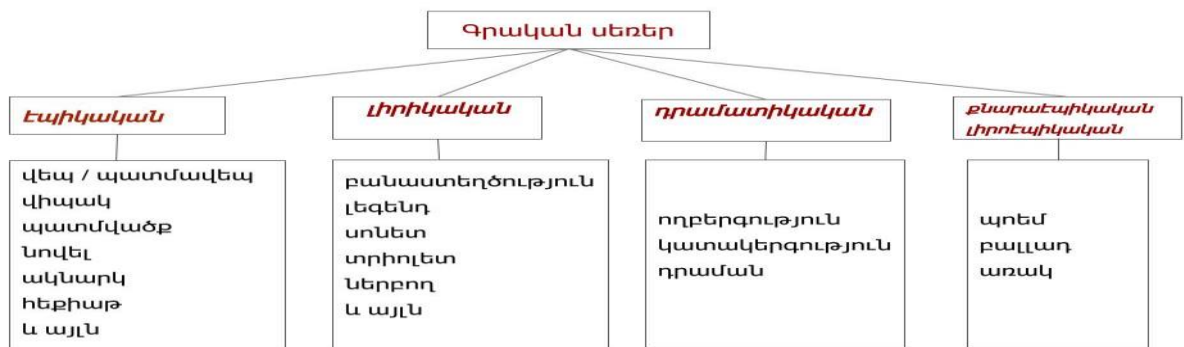 Գրական սեռեր
էպիկական
լիրիկական
դրամատիկական
քնարաէպիկական
լիրոէպիկական
վեպ / պատմավեպ
վիպակ
պատմվածք
նովել
ակնարկ
հեքիաթ
և այլն
բանաստեղծություն
լեգենդ
սոնետ
տրիոլետ
ներբող
և այլն
ողբերգություն
կատակերգություն
դրաման
պոեմ
բալլադ
առակ